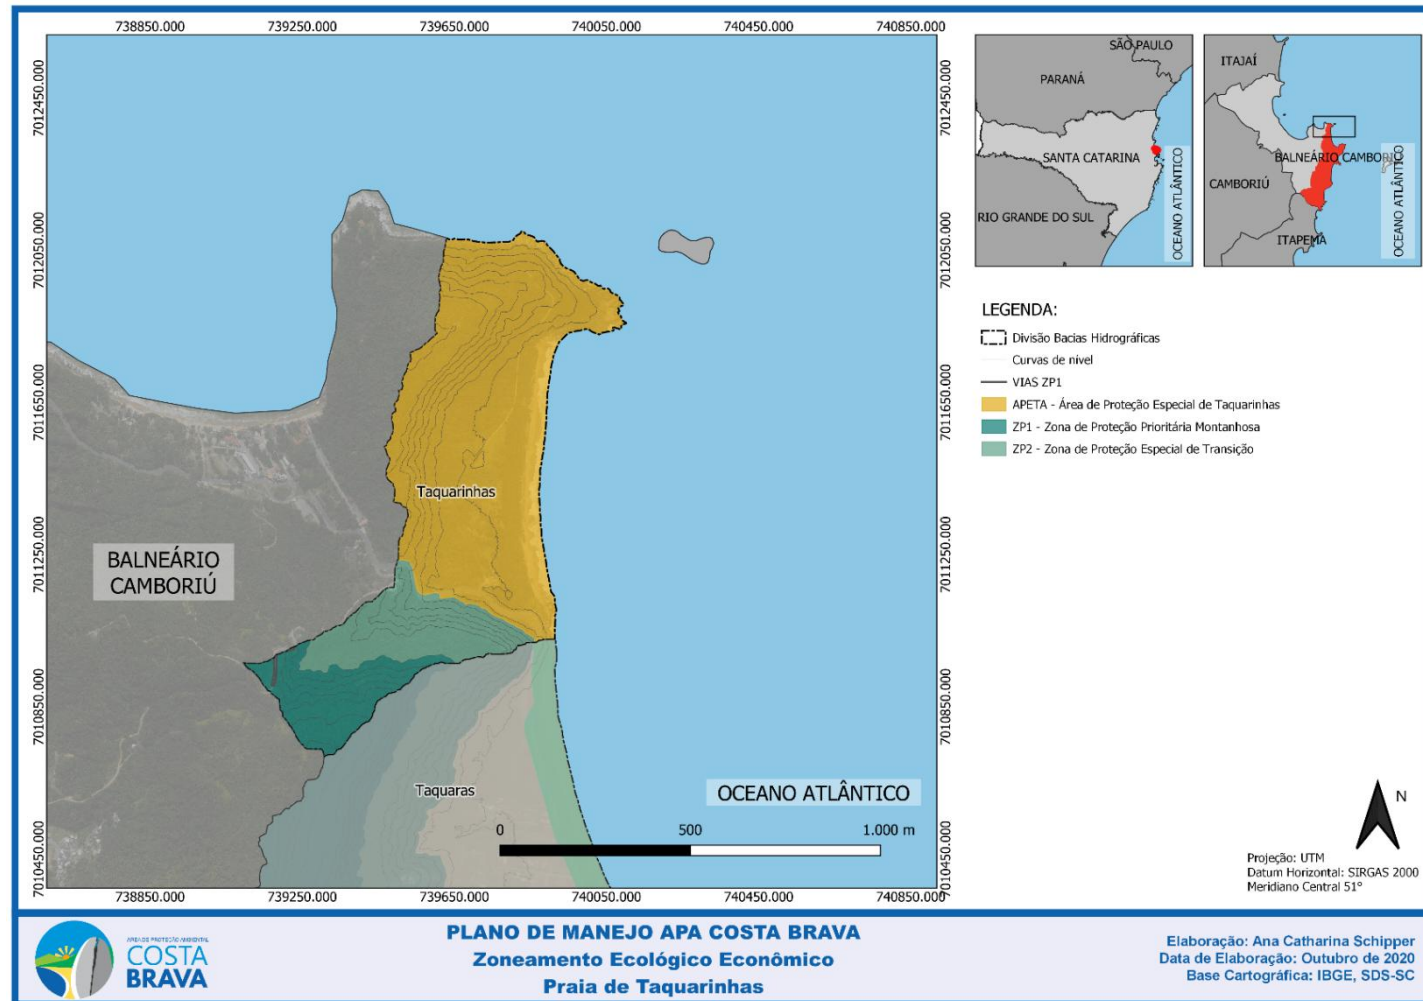 738850.000 739250.000 739650.000 740050.000 740450.000 740850.000
7012450.000
7012050.000
7011650.000
7011250.000
7010850.000
7010450.000
Taquarinhas
BALNEÁRIO
CAMBORIÚ
Taquaras
OCEANO ATLÂNTICO
0 500 1.000 m
7012450.000
7012050.000
7011650.000
7011250.000
7010850.000
7010450.000
738850.000 739250.000 739650.000 740050.000 740450.000 740850.000
SÃO PAULO
PARANÁ
SANTA CATARINA
RIO GRANDE DO SUL
OCEANO ATLÂNTICO
ITAJAÍ
BALNEÁRIO CAMBORIÚ
CAMBORIÚ
ITAPEMA
OCEANO ATLÂNTICO
LEGENDA:
Divisão Bacias Hidrográficas
Curvas de nível
VIAS ZP1
APETA - Área de Proteção Especial de Taquarinhas
ZP1 - Zona de Proteção Prioritária Montanhosa
ZP2 - Zona de Proteção Especial de Transição
N
Projeção: UTM
Datum Horizontal: SIRGAS 2000
Meridiano Central 51°
ÁREA DE PROTEÇÃO AMBIENTAL
COSTA
BRAVA
PLANO DE MANEJO APA COSTA BRAVA
Zoneamento Ecológico Econômico
Praia de Taquarinhas
Elaboração: Ana Catharina Schipper
Data de Elaboração: Outubro de 2020
Base Cartográfica: IBGE, SDS-SC